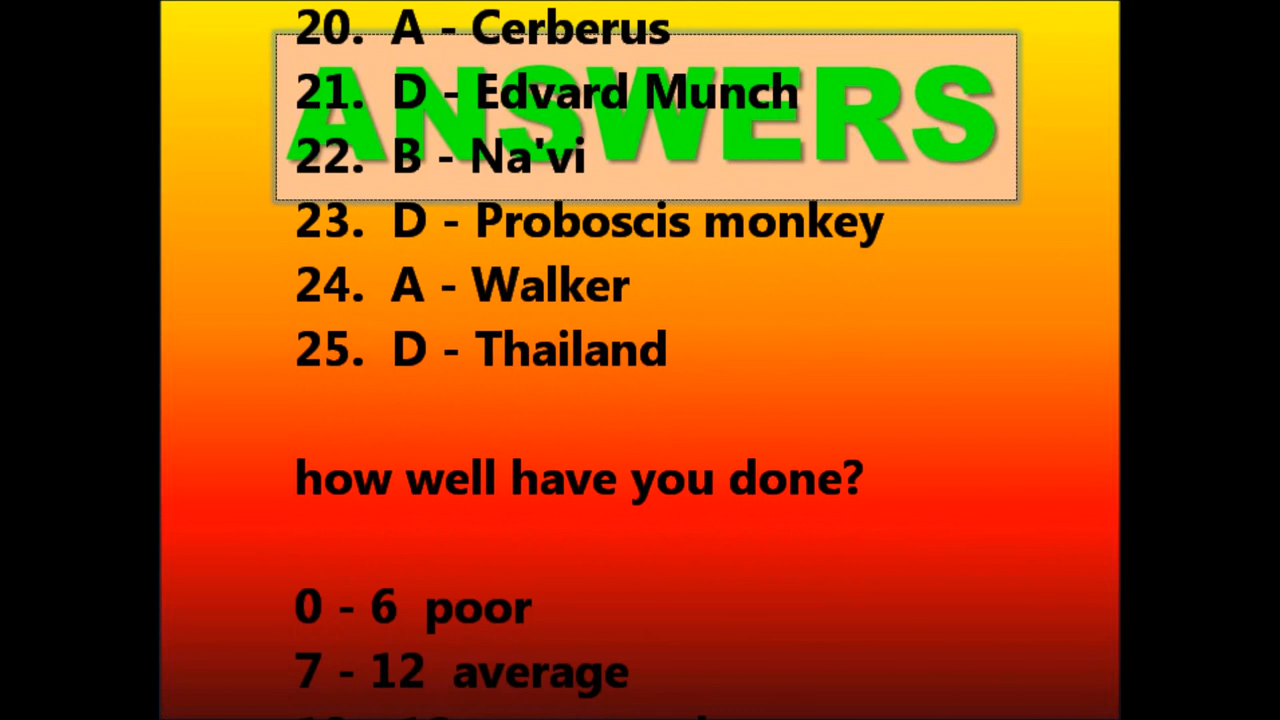 20. A - Cerberus
ANSWERS
21. D - Edvard Munch
22. B - Na'vi
23. D - Proboscis monkey
24. A - Walker
25. D - Thailand
how well have you done?
0 - 6 poor
7 - 12 average